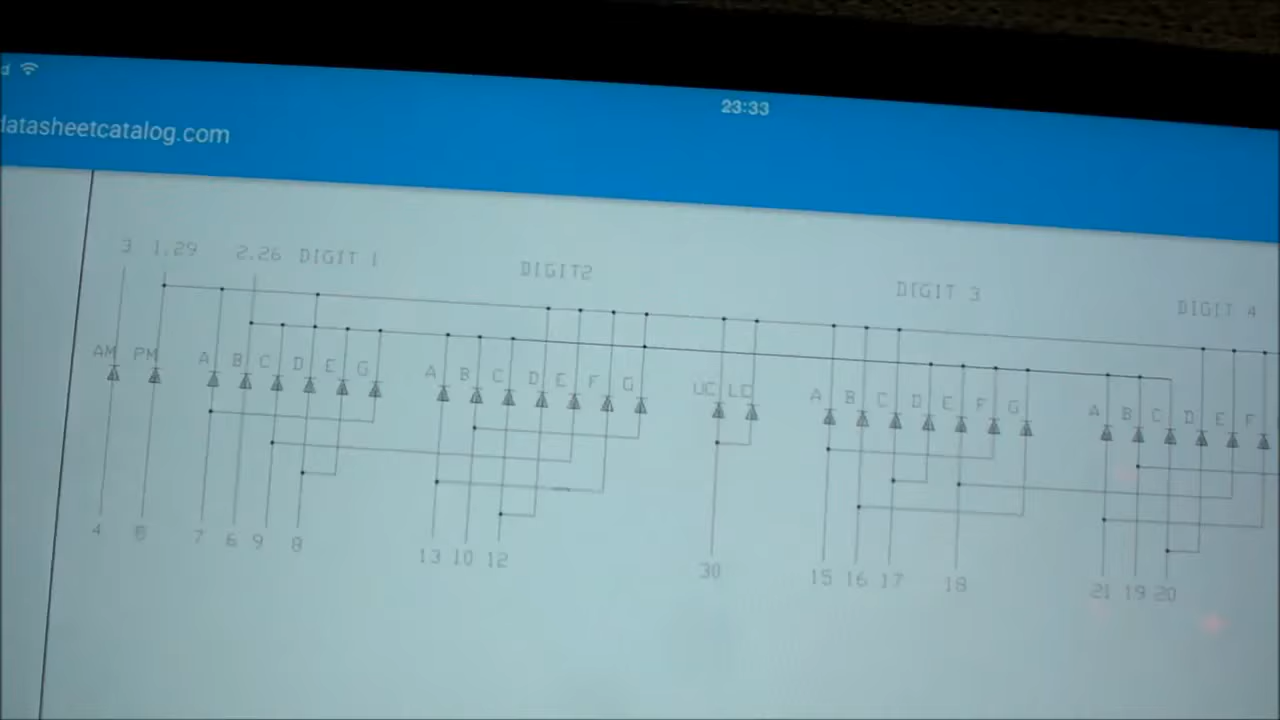 d
23:33
datasheetcatalog.com
3 1.29 2.26 DIGIT 1 DIGIT2 DIGIT 3 DIGIT 4
AM PM A B C D E G A B C D E F G UC LC A B C D E F G A B C D E F
4 7 6 9 8 13 10 12 30 15 16 17 18 21 19 20